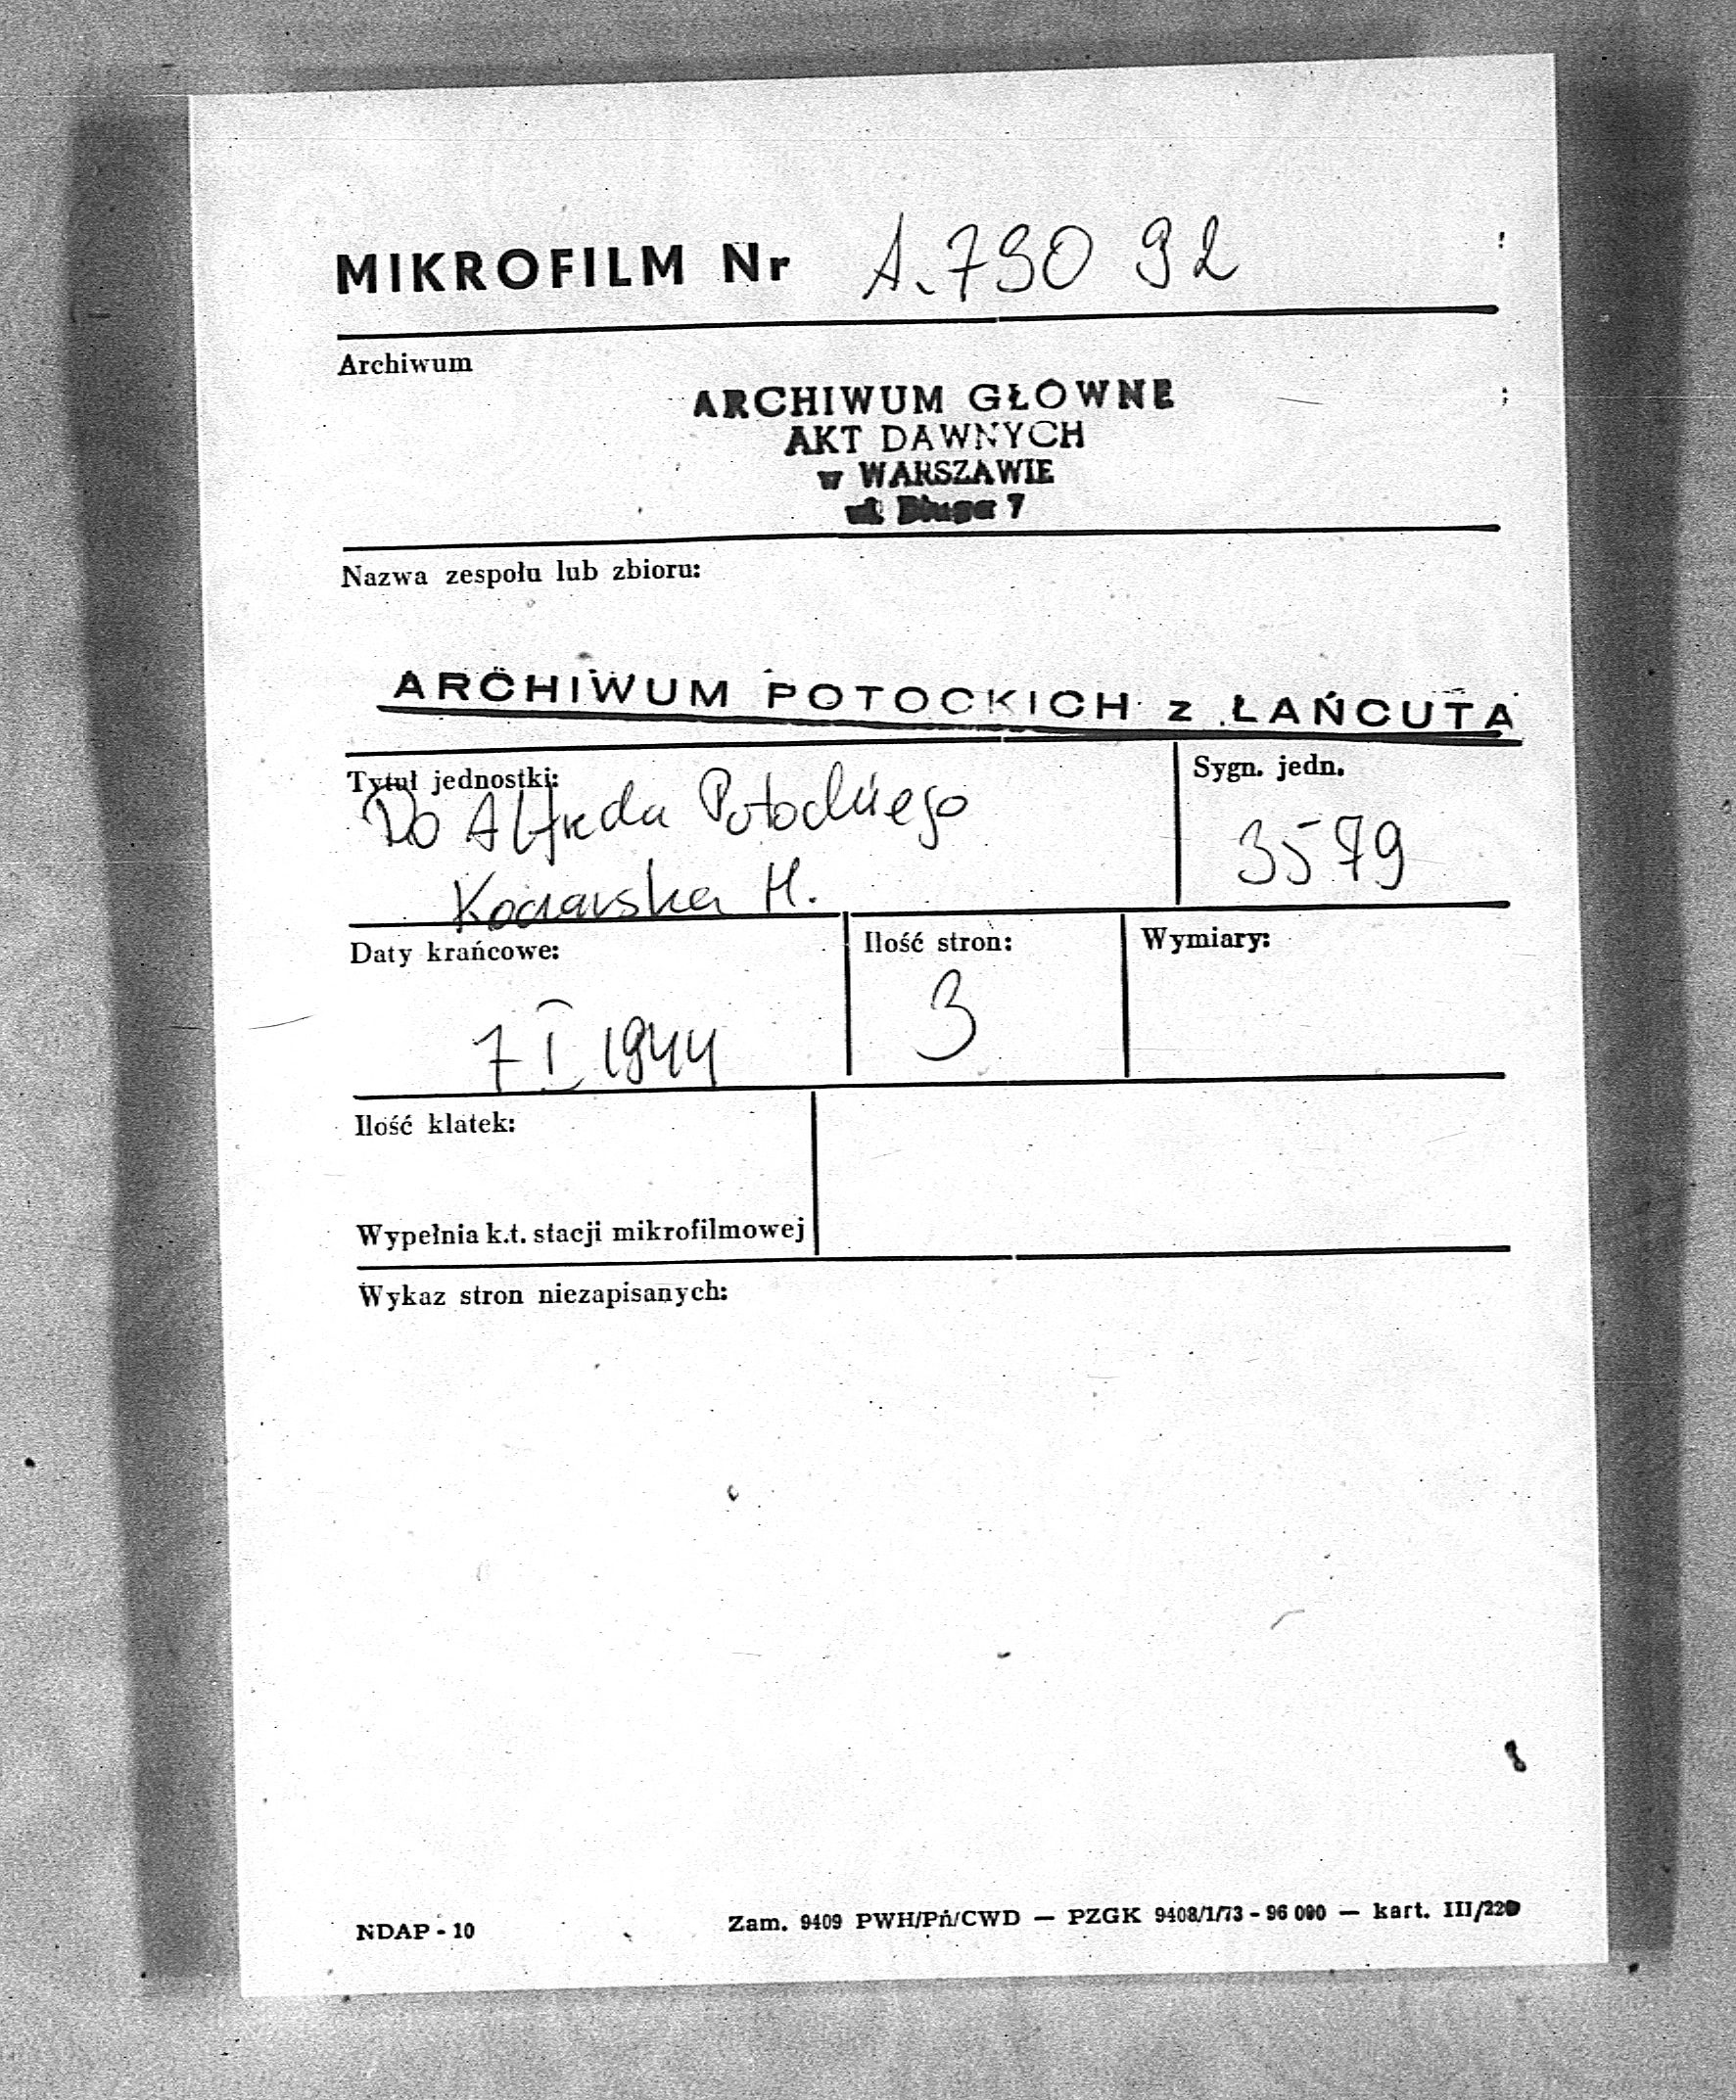 MIKROFILM Nr A.790 92
Archiwum
ARCHIWUM GŁÓWNE
AKT DAWNYCH
w WARSZAWIE
ul. Długa 7
Nazwa zespołu lub zbioru:
ARCHIWUM POTOCKICH z ŁAŃCUTA
Tytuł jednostki:
Do Alfreda Potockiego
H.
Sygn. jedn.
3579
Daty krańcowe:
7 I 1944
Ilość stron:
3
Wymiary:
Ilość klatek:
Wypełnia k.t. stacji mikrofilmowej
Wykaz stron niezapisanych:
NDAP - 10
Zam. 9409 PWH/Pń/CWD — PZGK 9408/1/73 - 96 000 — kart. III/220